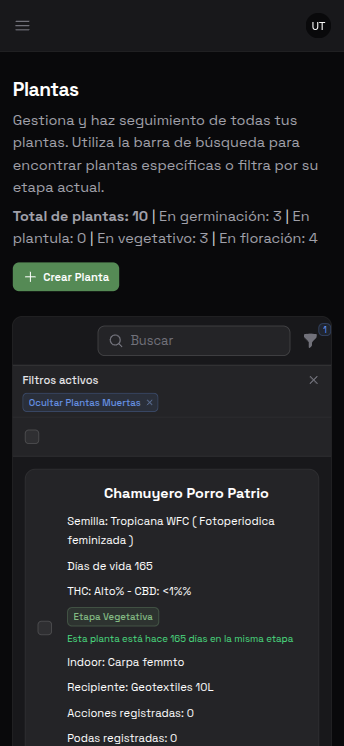 UT
Plantas
Gestiona y haz seguimiento de todas tus
plantas. Utiliza la barra de búsqueda para
encontrar plantas específicas o filtra por su
etapa actual.
Total de plantas: 10 | En germinación: 3 | En
plantula: 0 | En vegetativo: 3 | En floración: 4
Crear Planta
Buscar
1
Filtros activos
Ocultar Plantas Muertas
Chamuyero Porro Patrio
Semilla: Tropicana WFC ( Fotoperiodica
feminizada )
Días de vida 165
THC: Alto% - CBD: <1%%
Etapa Vegetativa
Esta planta está hace 165 días en la misma etapa
Indoor: Carpa femmto
Recipiente: Geotextiles 10L
Acciones registradas: 0
Podas registradas: 0